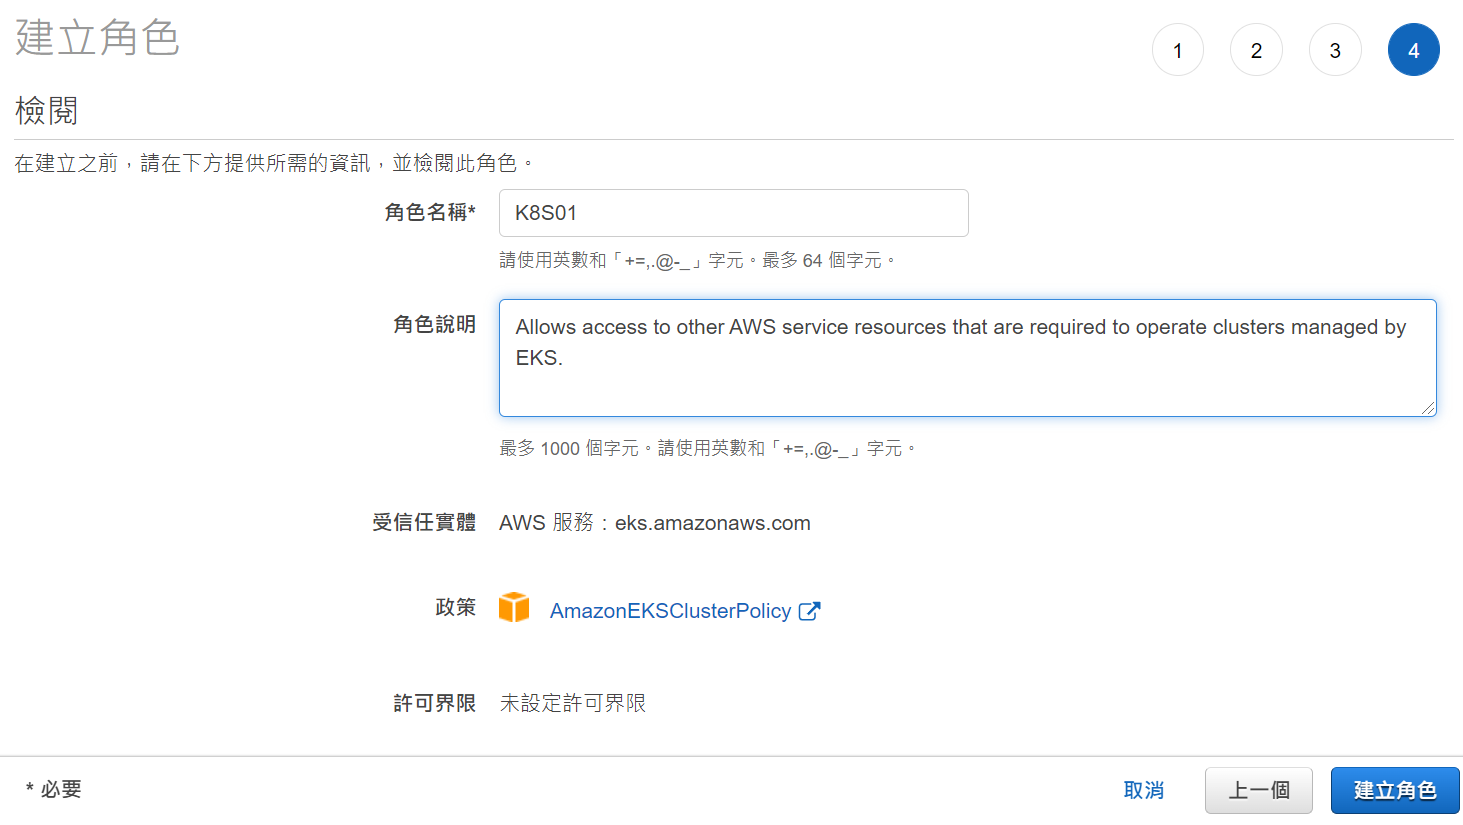 建立角色
1 2 3 4
檢閱
在建立之前，請在下方提供所需的資訊，並檢閱此角色。
角色名稱* K8S01
請使用英數和「+=,.@-_」字元。最多 64 個字元。
角色說明 Allows access to other AWS service resources that are required to operate clusters managed by
EKS.
最多 1000 個字元。請使用英數和「+=,.@-_」字元。
受信任實體 AWS 服務：eks.amazonaws.com
政策 AmazonEKSClusterPolicy
許可界限 未設定許可界限
* 必要 取消 上一個 建立角色